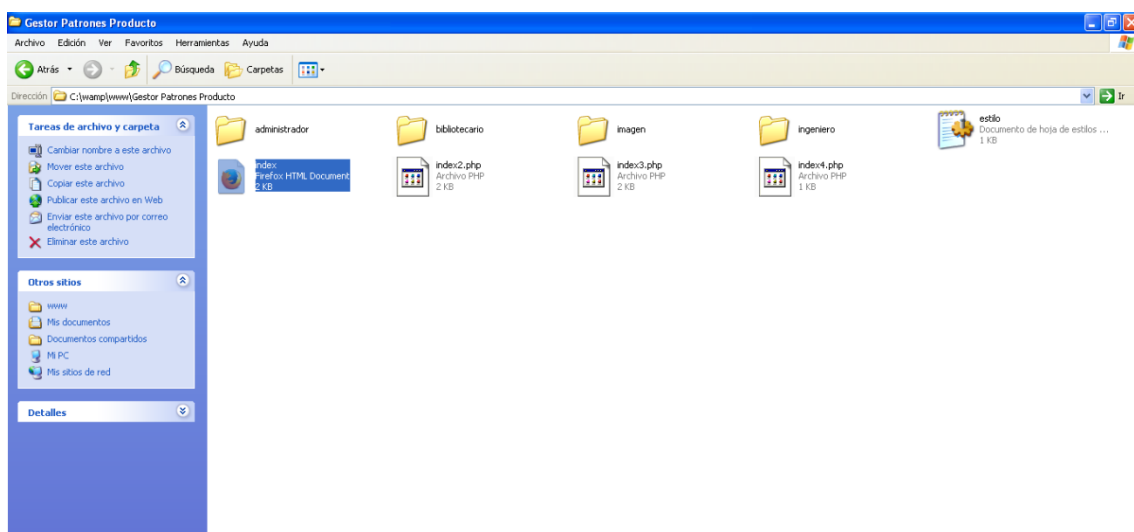 Gestor Patrones Producto
Archivo Edición Ver Favoritos Herramientas Ayuda
Atrás Búsqueda Carpetas
Dirección C:\wamp\www\Gestor Patrones Producto Ir
Tareas de archivo y carpeta
Cambiar nombre a este archivo
Mover este archivo
Copiar este archivo
Publicar este archivo en Web
Enviar este archivo por correo
electrónico
Eliminar este archivo
Otros sitios
www
Mis documentos
Documentos compartidos
Mi PC
Mis sitios de red
Detalles
administrador
bibliotecario
imagen
ingeniero
estilo
Documento de hoja de estilos ...
1 KB
index
Firefox HTML Document
2 KB
index2.php
Archivo PHP
2 KB
index3.php
Archivo PHP
2 KB
index4.php
Archivo PHP
1 KB